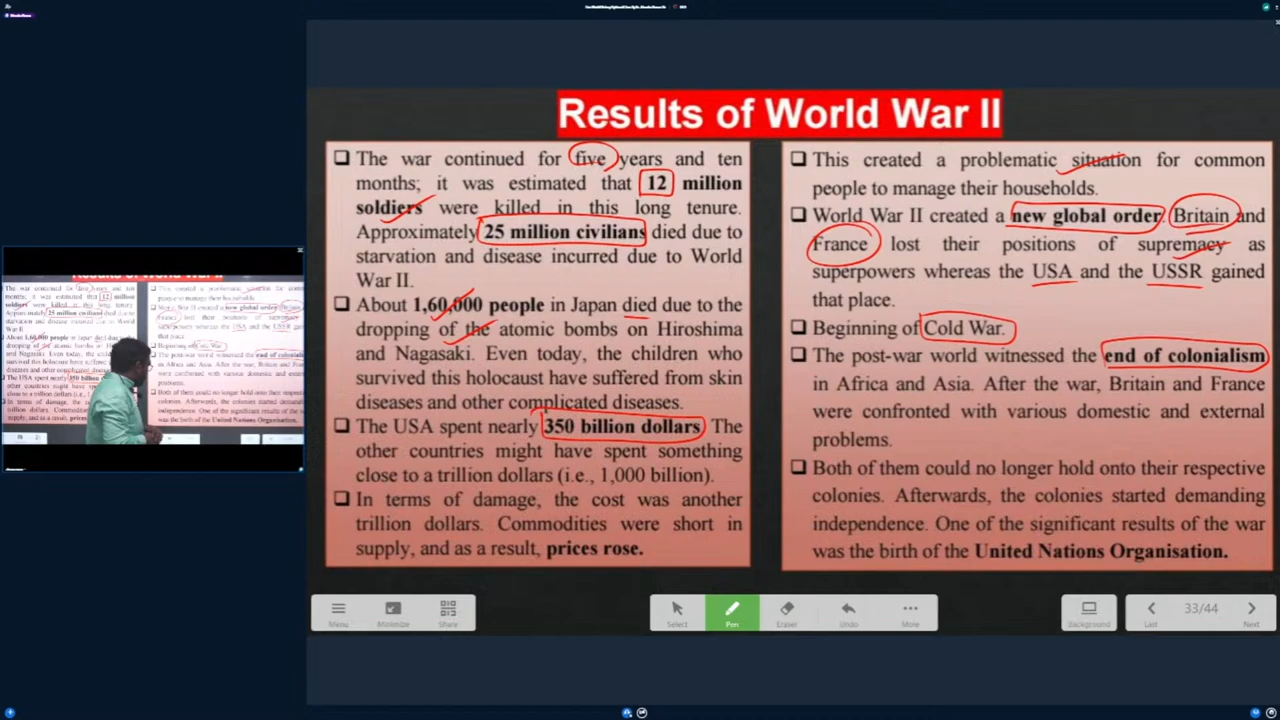 Results of World War II
❑ The war continued for five years and ten
months; it was estimated that 12 million
soldiers were killed in this long tenure.
Approximately 25 million civilians died due to
starvation and disease incurred due to World
War II.
❑ About 1,60,000 people in Japan died due to the
dropping of the atomic bombs on Hiroshima
and Nagasaki. Even today, the children who
survived this holocaust have suffered from skin
diseases and other complicated diseases.
❑ The USA spent nearly 350 billion dollars. The
other countries might have spent something
close to a trillion dollars (i.e., 1,000 billion).
❑ In terms of damage, the cost was another
trillion dollars. Commodities were short in
supply, and as a result, prices rose.
❑ This created a problematic situation for common
people to manage their households.
❑ World War II created a new global order. Britain and
France lost their positions of supremacy as
superpowers whereas the USA and the USSR gained
that place.
❑ Beginning of Cold War.
❑ The post-war world witnessed the end of colonialism
in Africa and Asia. After the war, Britain and France
were confronted with various domestic and external
problems.
❑ Both of them could no longer hold onto their respective
colonies. Afterwards, the colonies started demanding
independence. One of the significant results of the war
was the birth of the United Nations Organisation.
Menu Minimize Share Select Pen Eraser Undo More Background Last 33/44 Next